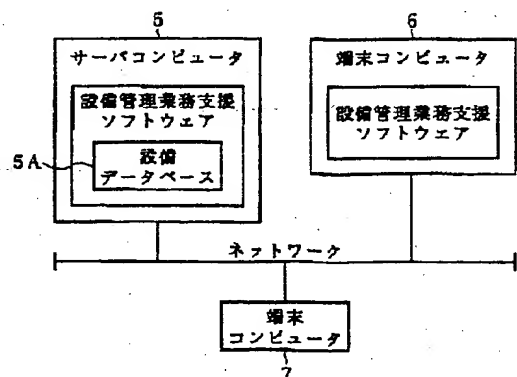 5
サーバコンピュータ
設備管理業務支援
ソフトウェア
5A
設備
データベース
6
端末コンピュータ
設備管理業務支援
ソフトウェア
ネットワーク
端末
コンピュータ
7